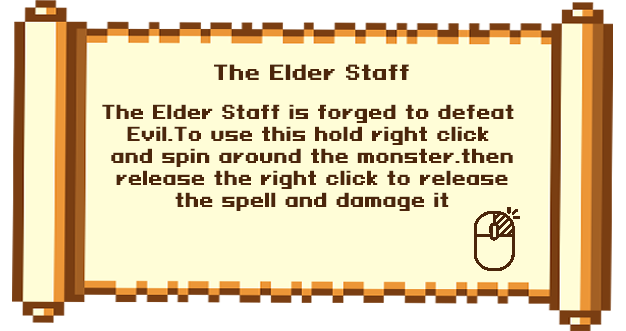 The Elder Staff
The Elder Staff is forged to defeat
Evil.To use this hold right click
and spin around the monster.then
release the right click to release
the spell and damage it